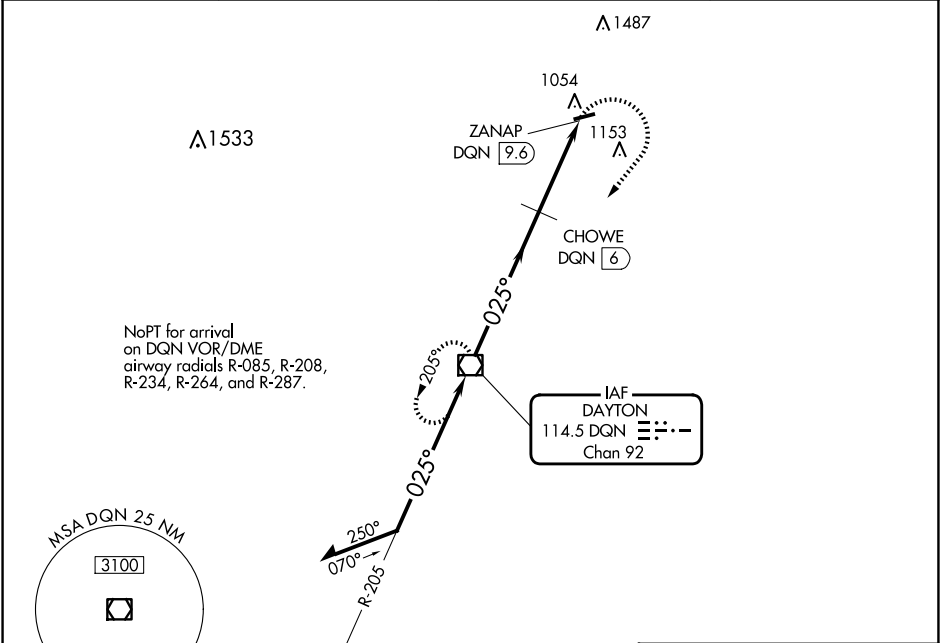 1487
1054
1533
ZANAP
DQN 9.6
1153
CHOWE
DQN 6
025°
NoPT for arrival
on DQN VOR/DME
airway radials R-085, R-208,
R-234, R-264, and R-287.
205°
IAF
DAYTON
114.5 DQN
Chan 92
025°
MSA DQN 25 NM
3100
250°
070°
R-205